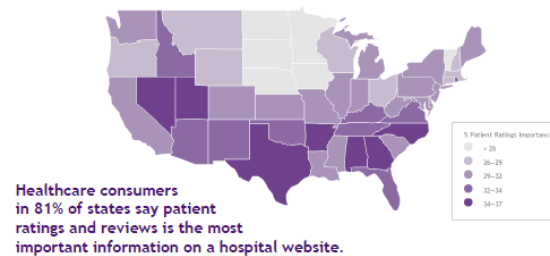 % Patient Ratings Importance
< 26
26–29
29–32
32–34
34–37
Healthcare consumers
in 81% of states say patient
ratings and reviews is the most
important information on a hospital website.